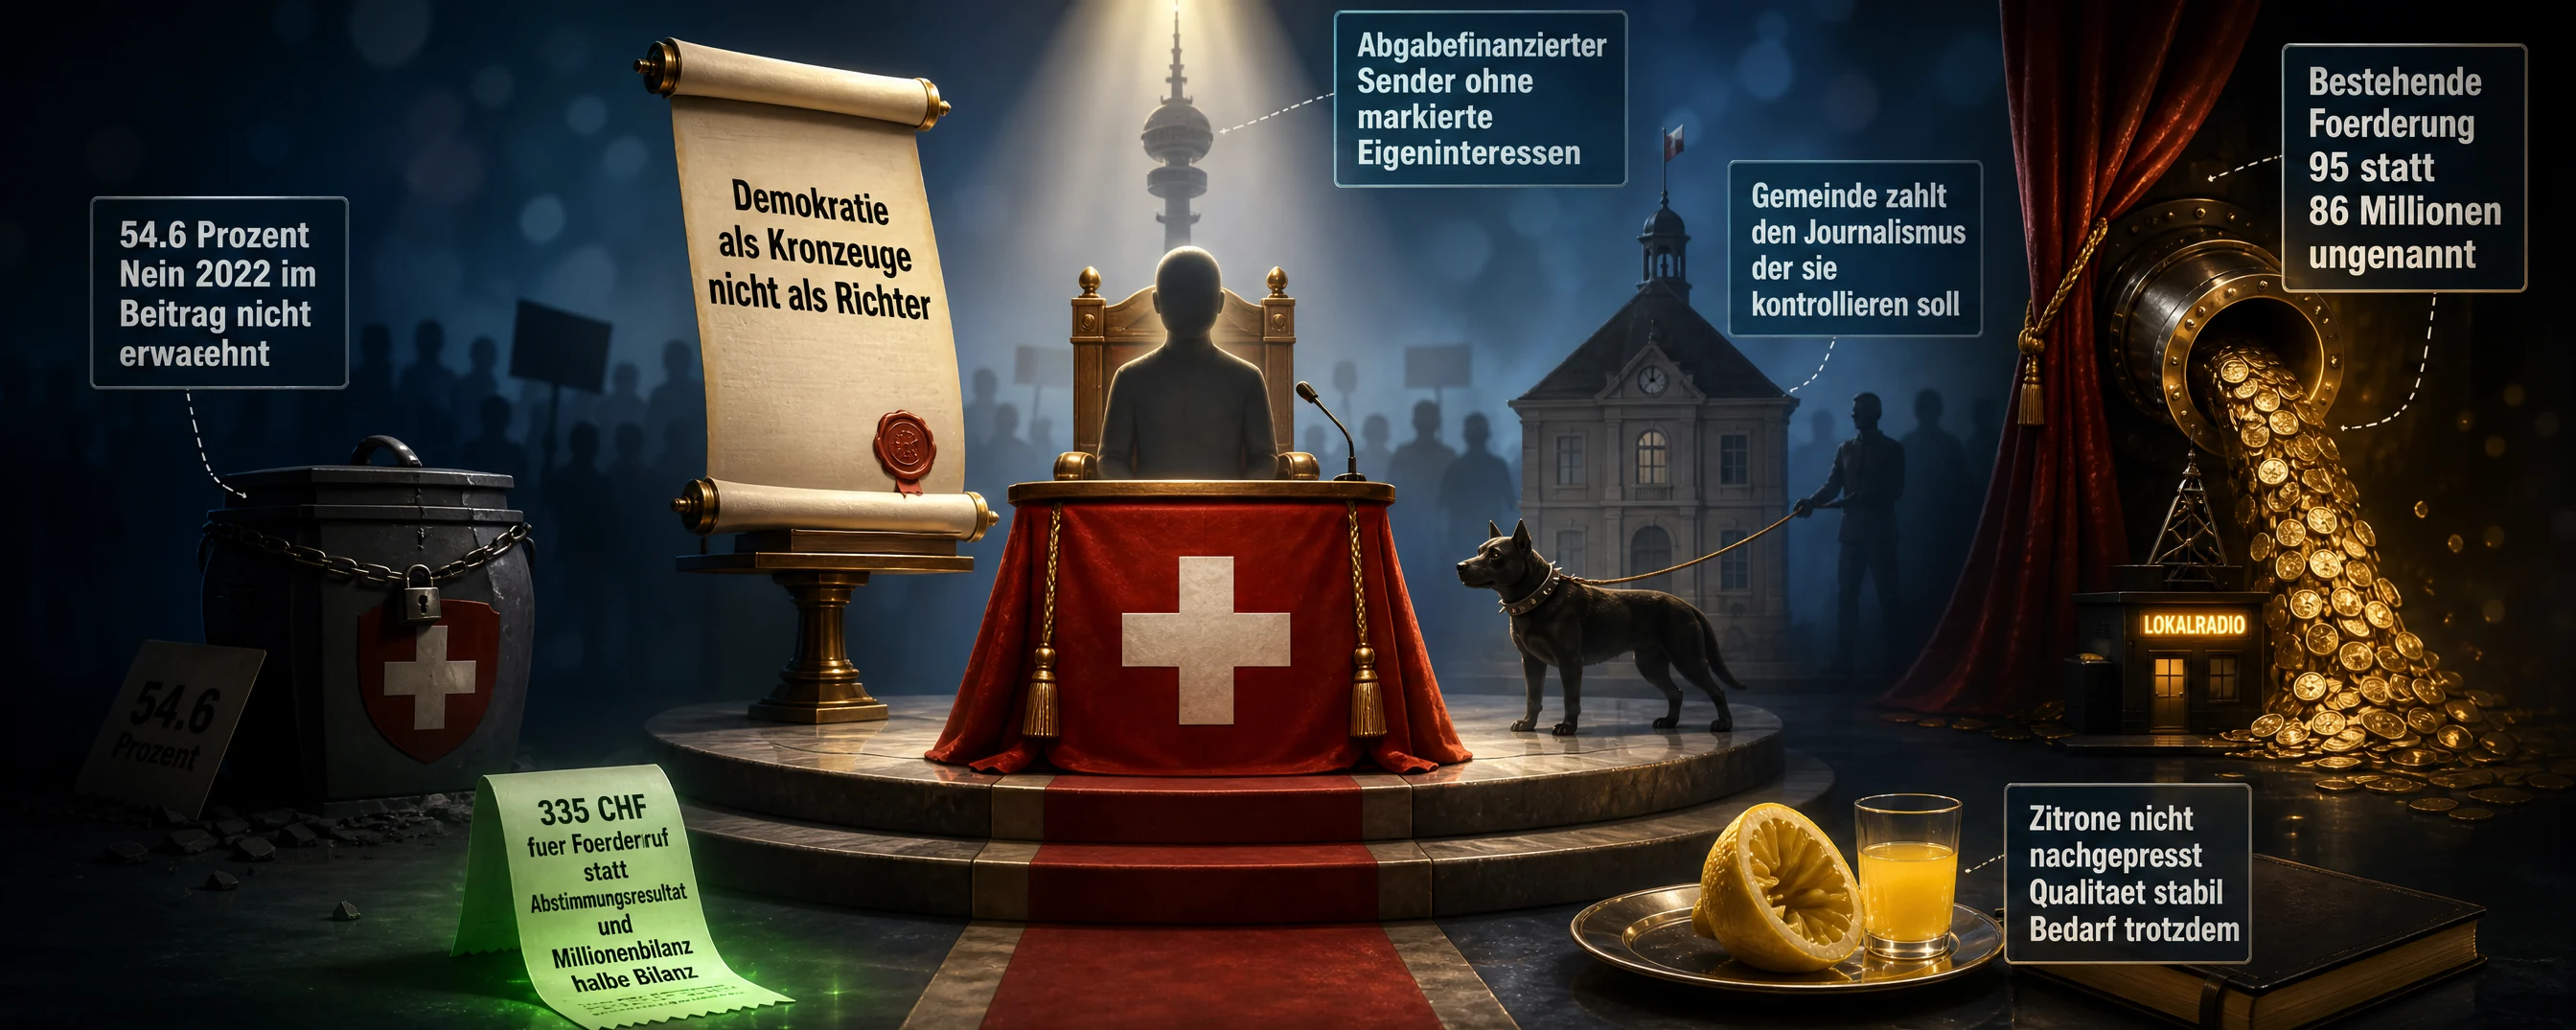 54.6 Prozent
Nein 2022 im
Beitrag nicht
erwaeehnt
Demokratie
als Kronzeuge
nicht als Richter
Abgabefinanzierter
Sender ohne
markierte
Eigeninteressen
Gemeinde zahlt
den Journalismus
der sie
kontrollieren soll
Bestehende
Foerderung
95 statt
86 Millionen
ungenannt
LOKALRADIO
54.6
Prozent
335 CHF
fuer Foerderruf
statt
Abstimmungsresultat
und
Millionenbilanz
halbe Bilanz
Zitrone nicht
nachgepresst
Qualitaet stabil
Bedarf trotzdem